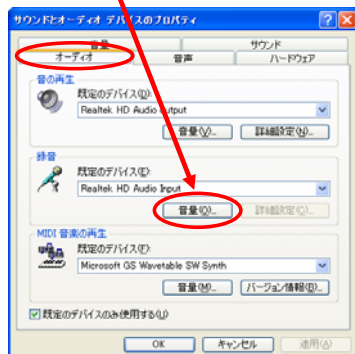 サウンドとオーディオ デバイスのプロパティ
音量 サウンド
オーディオ 音声 ハードウェア
音の再生
既定のデバイス(D):
Realtek HD Audio output
音量(V)... 詳細設定(N)...
録音
既定のデバイス(E):
Realtek HD Audio Input
音量(O)... 詳細設定(C)...
MIDI 音楽の再生
既定のデバイス(F):
Microsoft GS Wavetable SW Synth
音量(M)... バージョン情報(B)...
既定のデバイスのみ使用する(U)
OK キャンセル 適用(A)